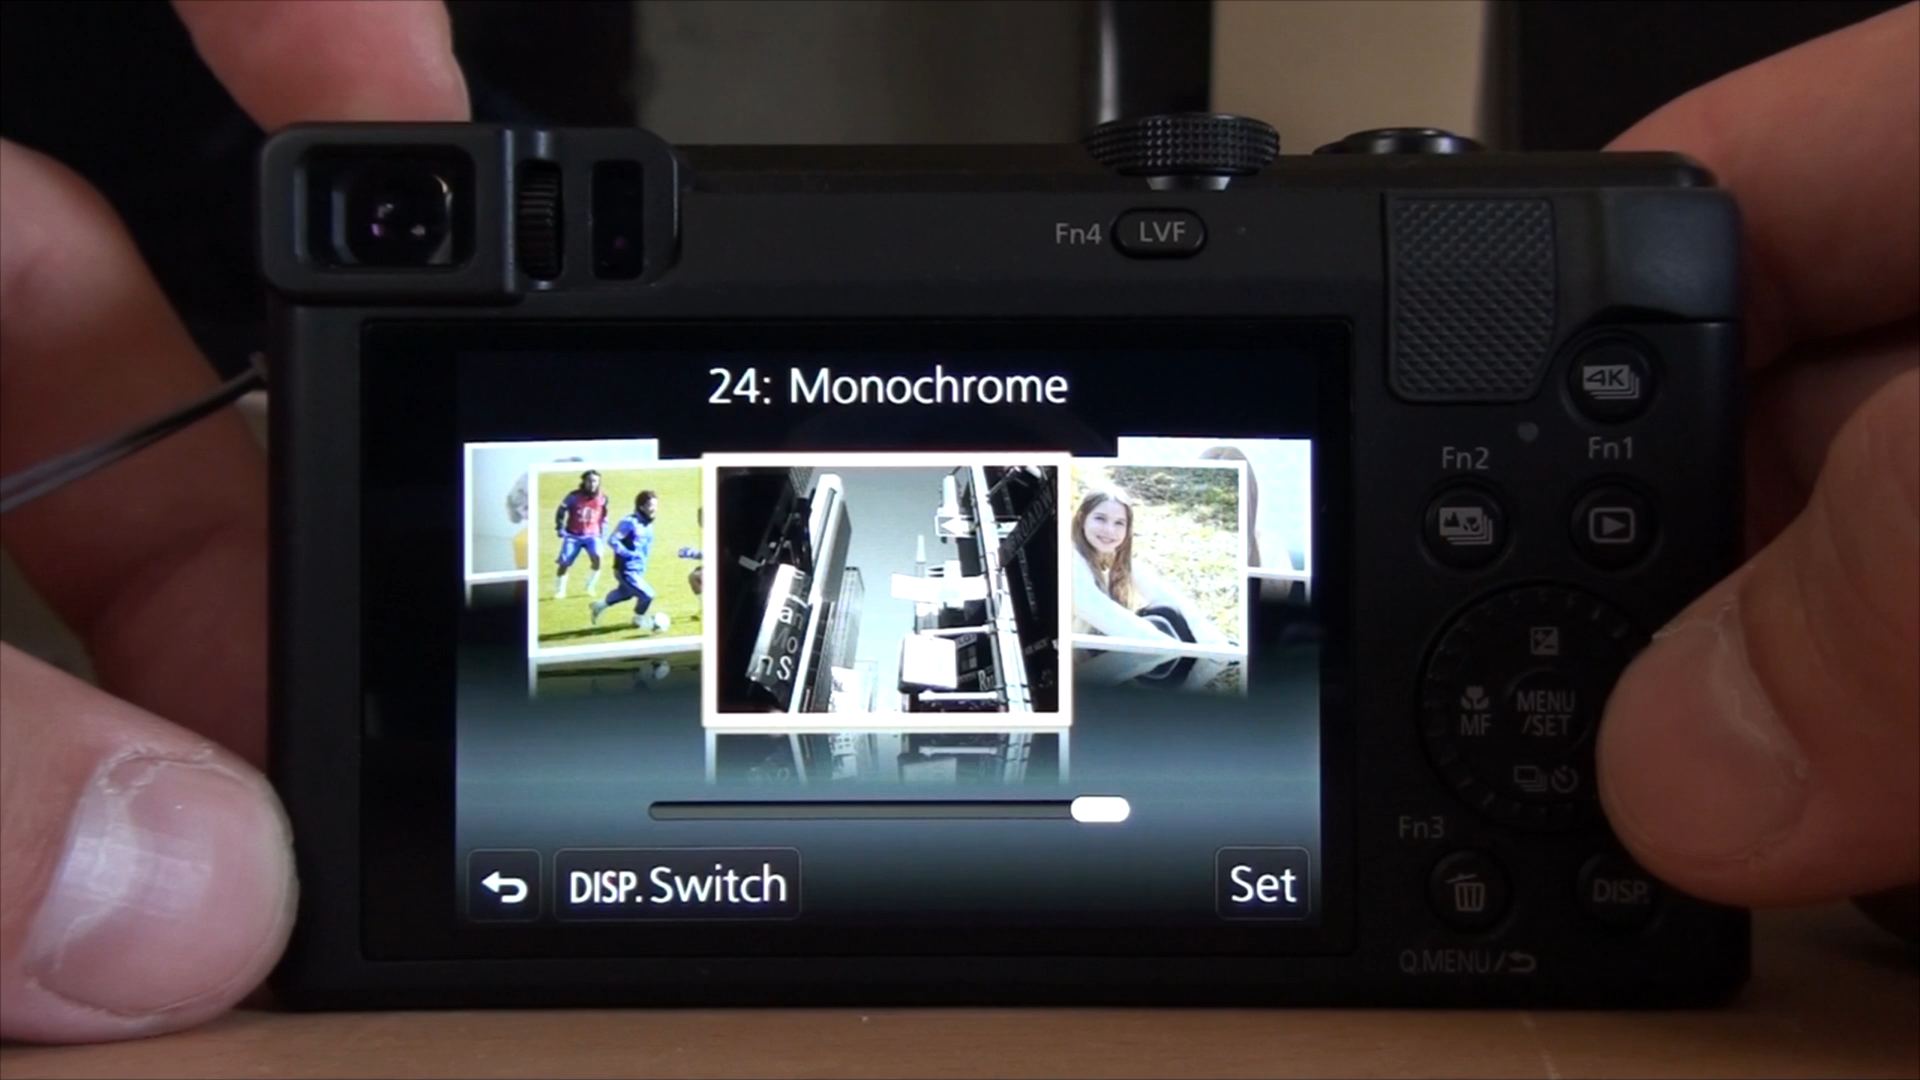 Fn4 LVF
24: Monochrome
4K
Fn2
Fn1
MENU
/SET
MF
Fn3
DISP. Switch
Set
DISP.
Q.MENU/